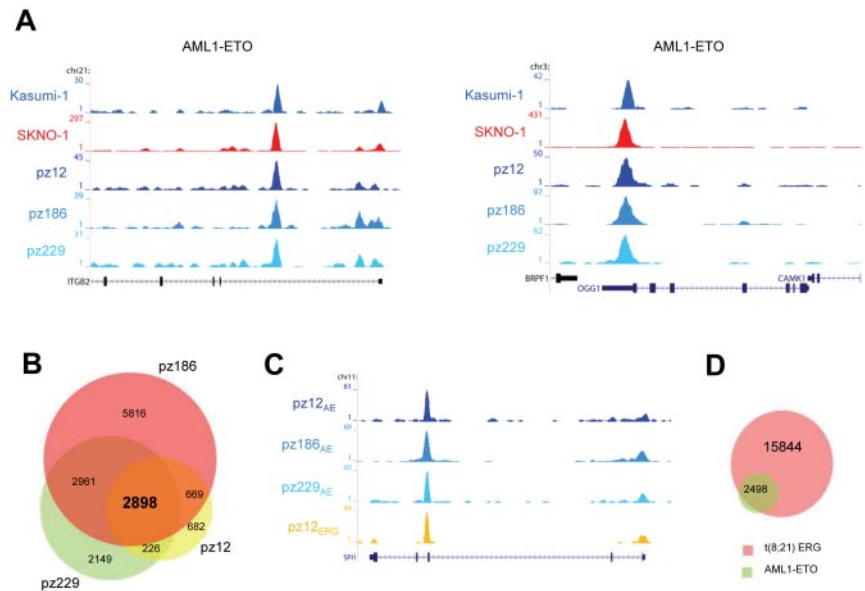 A
AML1-ETO
chr21:
30
Kasumi-1
1
297
SKNO-1
1
45
pz12
1
39
pz186
1
31
pz229
1
ITGB2
AML1-ETO
chr3:
42
Kasumi-1
1
431
SKNO-1
1
50
pz12
1
97
pz186
1
62
pz229
1
BRPF1
CAMK1
OGG1
B
pz186
5816
2961
2898
669
682
226
2149
pz12
pz229
C
chr11:
61
pz12AE
1
69
pz186AE
1
60
pz229AE
1
pz12ERG
1
SPI1
D
15844
2498
t(8;21) ERG
AML1-ETO